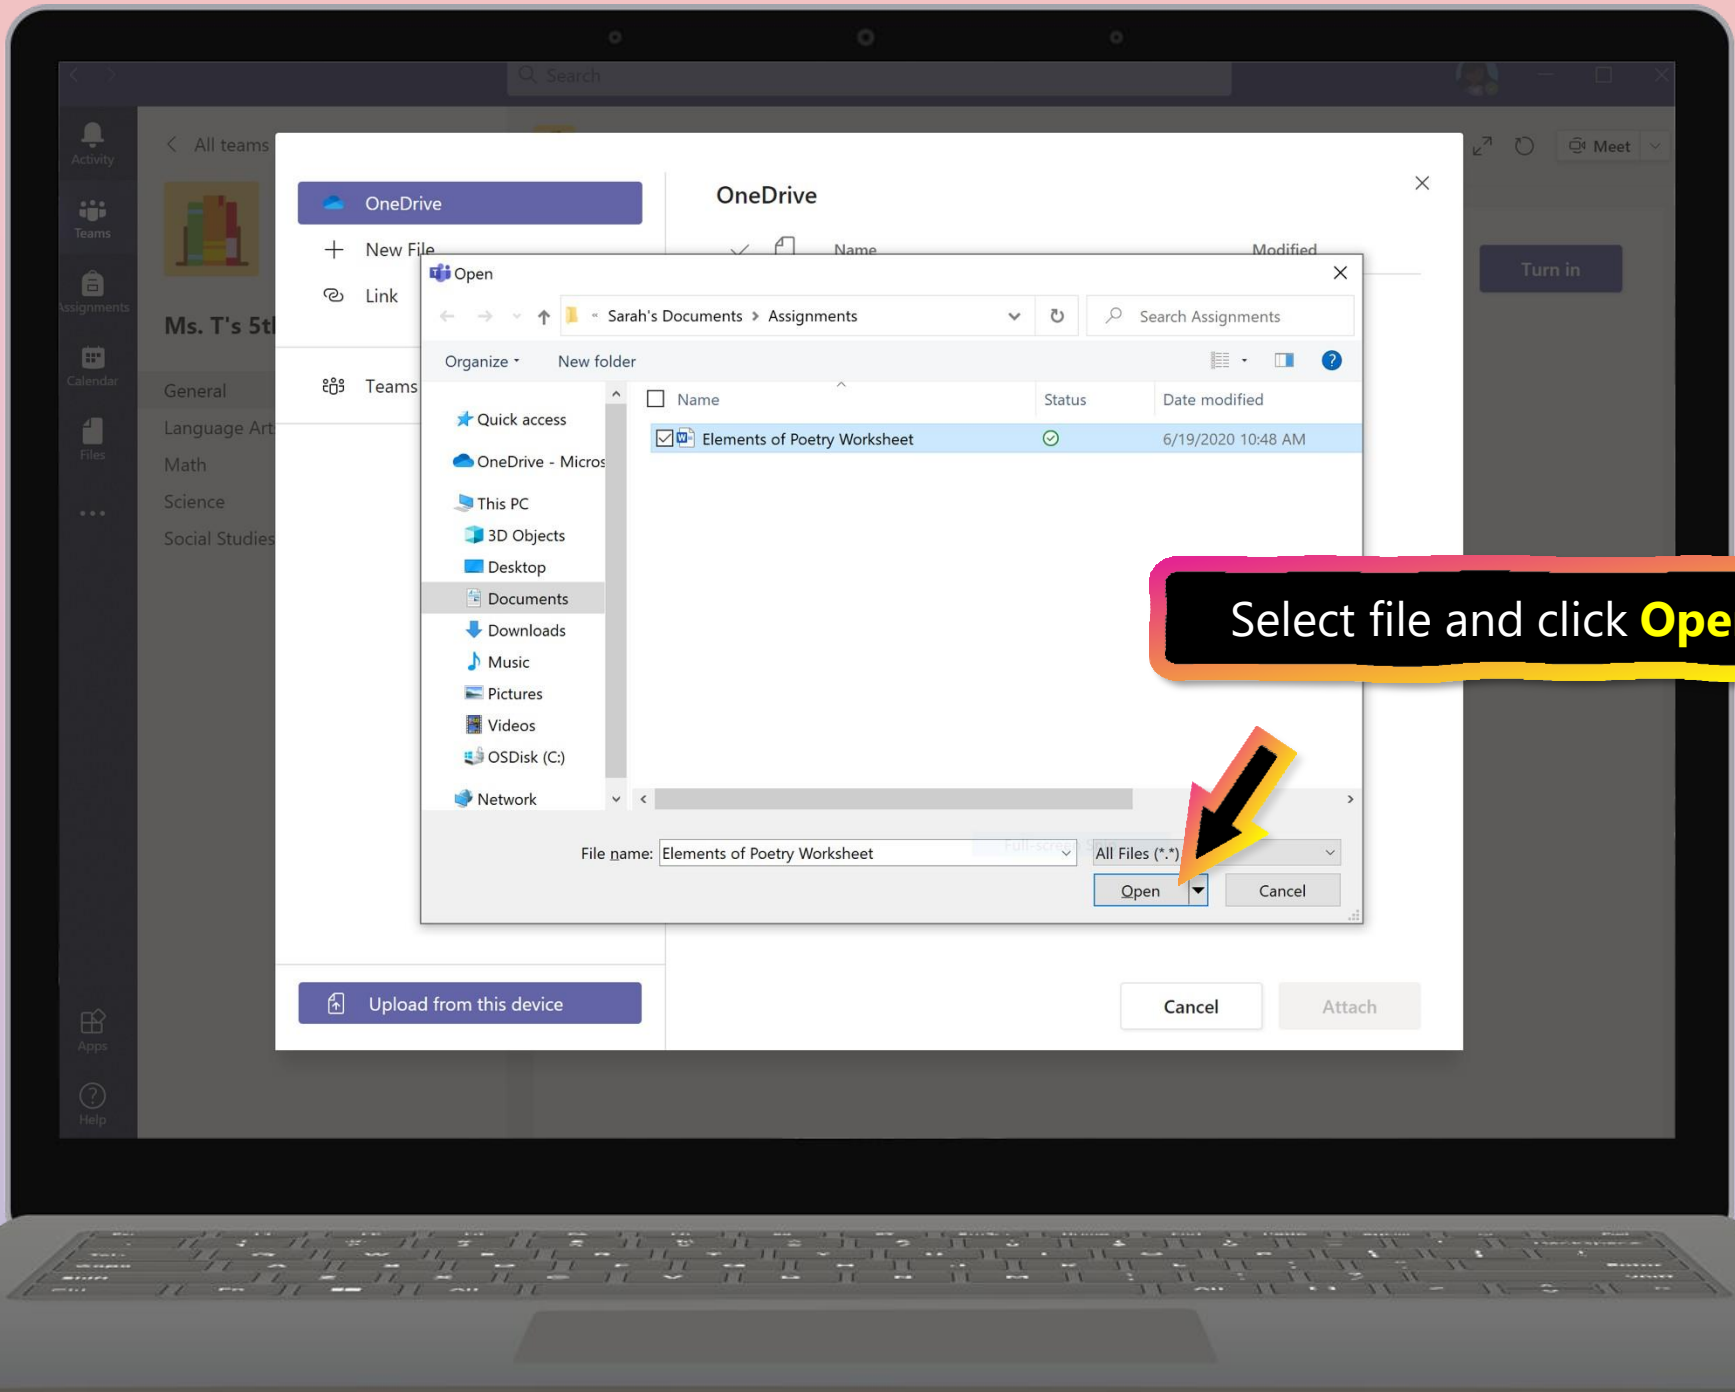 Search
Activity
Teams
Assignments
Calendar
Files
Apps
Help
All teams
Ms. T's 5th
General
Language Art
Math
Science
Social Studies
Meet
Turn in
OneDrive
New File
Link
Teams
Upload from this device
OneDrive
Name
Modified
Open
« Sarah's Documents > Assignments
Search Assignments
Organize
New folder
Name
Status
Date modified
Elements of Poetry Worksheet
6/19/2020 10:48 AM
Quick access
OneDrive - Micros
This PC
3D Objects
Desktop
Documents
Downloads
Music
Pictures
Videos
OSDisk (C:)
Network
File name: Elements of Poetry Worksheet
All Files (*.*)
Open
Cancel
Cancel
Attach
Select file and click Ope